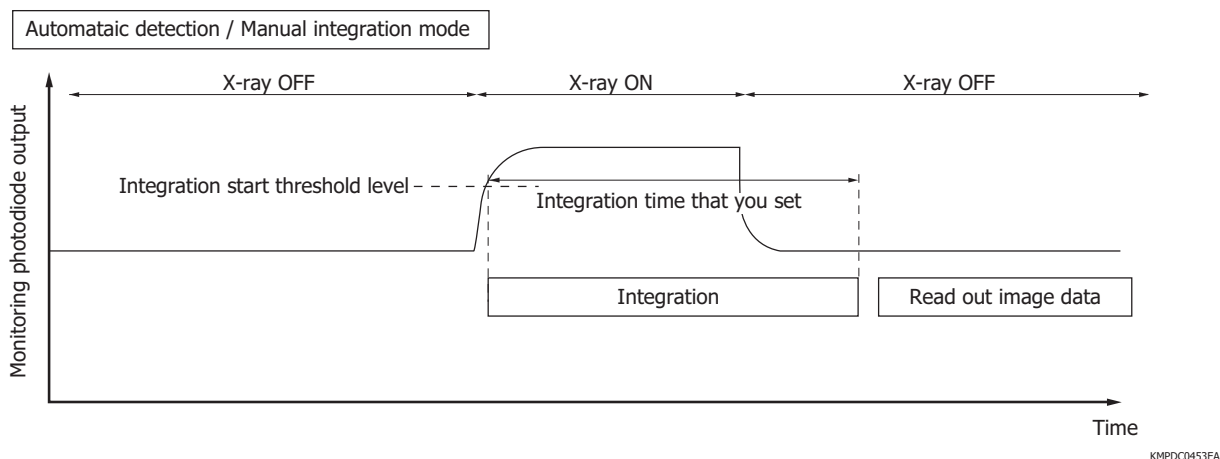 Automataic detection / Manual integration mode
X-ray OFF
X-ray ON
X-ray OFF
Monitoring photodiode output
Integration start threshold level
Integration time that you set
Integration
Read out image data
Time
KMPDC0453EA